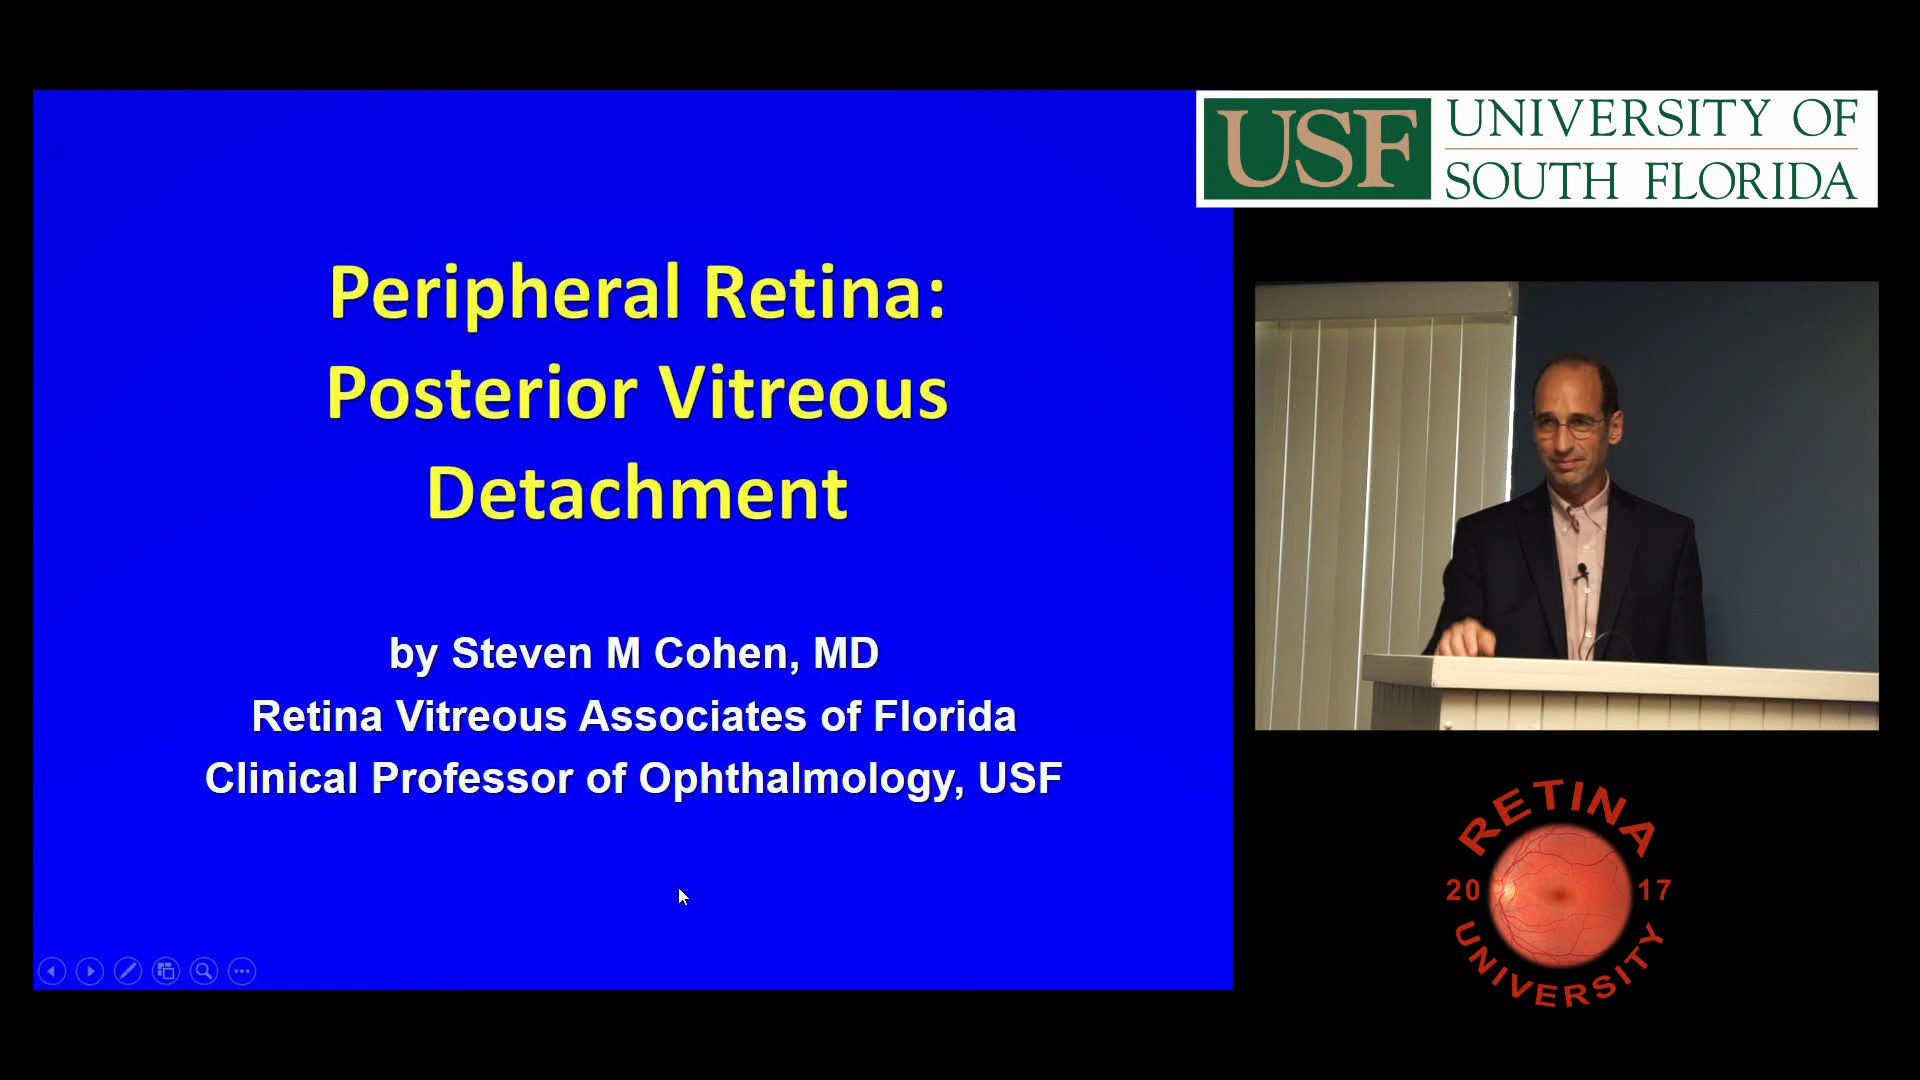 Peripheral Retina:
Posterior Vitreous
Detachment
by Steven M Cohen, MD
Retina Vitreous Associates of Florida
Clinical Professor of Ophthalmology, USF
USF
UNIVERSITY OF
SOUTH FLORIDA
RETINA
20 17
UNIVERSITY